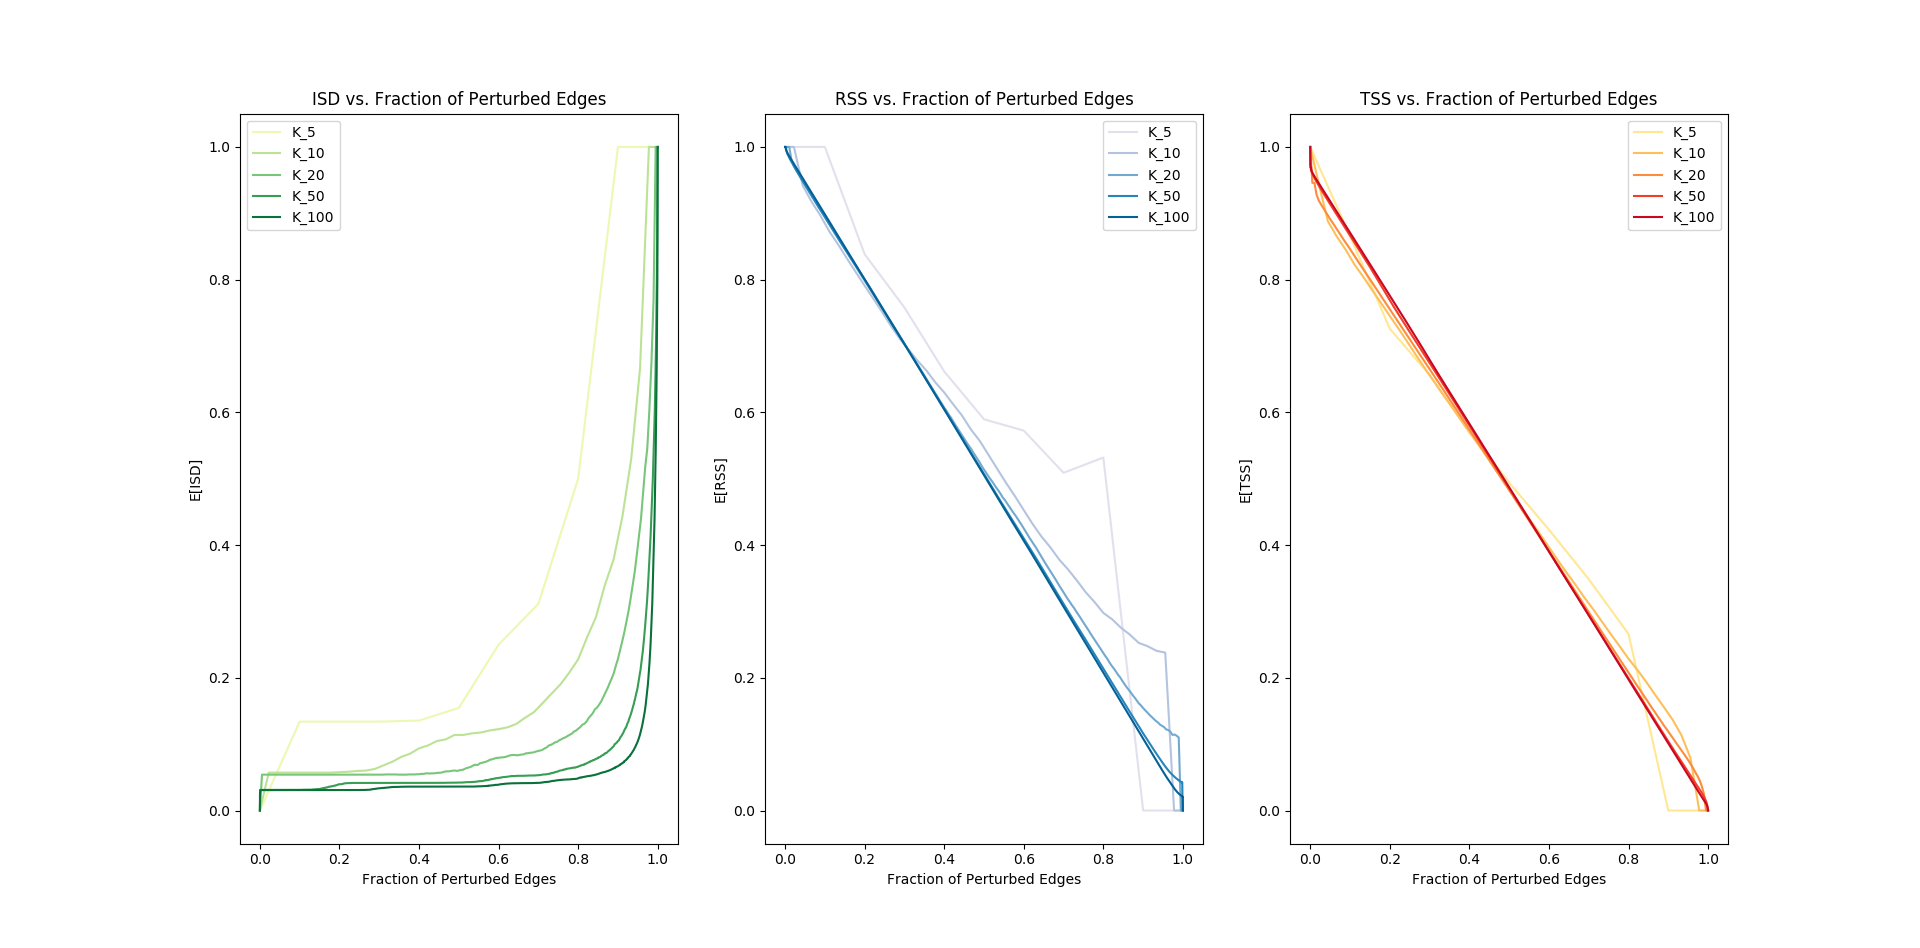 ISD vs. Fraction of Perturbed Edges
K_5
K_10
K_20
K_50
K_100
1.0
0.8
0.6
0.4
0.2
0.0
E[ISD]
0.0 0.2 0.4 0.6 0.8 1.0
Fraction of Perturbed Edges
RSS vs. Fraction of Perturbed Edges
K_5
K_10
K_20
K_50
K_100
1.0
0.8
0.6
0.4
0.2
0.0
E[RSS]
0.0 0.2 0.4 0.6 0.8 1.0
Fraction of Perturbed Edges
TSS vs. Fraction of Perturbed Edges
K_5
K_10
K_20
K_50
K_100
1.0
0.8
0.6
0.4
0.2
0.0
E[TSS]
0.0 0.2 0.4 0.6 0.8 1.0
Fraction of Perturbed Edges